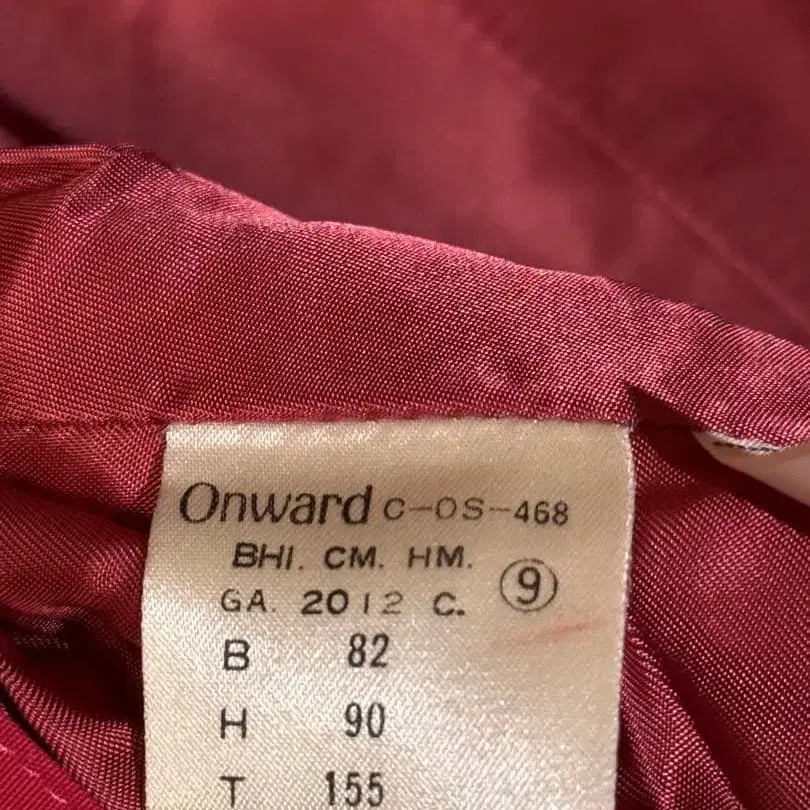 Onward C-OS-468
BHI. CM. HM.
GA. 2012 C. ⑨
B 82
H 90
T 155